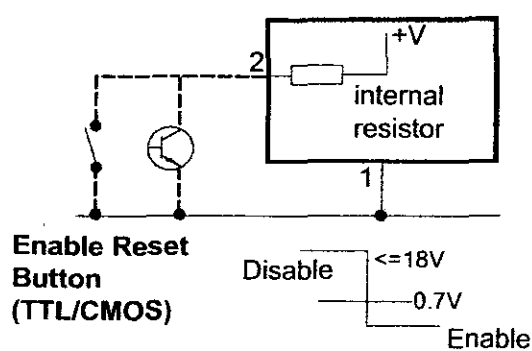 +V
2
internal
resistor
1
Enable Reset
Button
(TTL/CMOS)
Disable
<=18V
0.7V
Enable